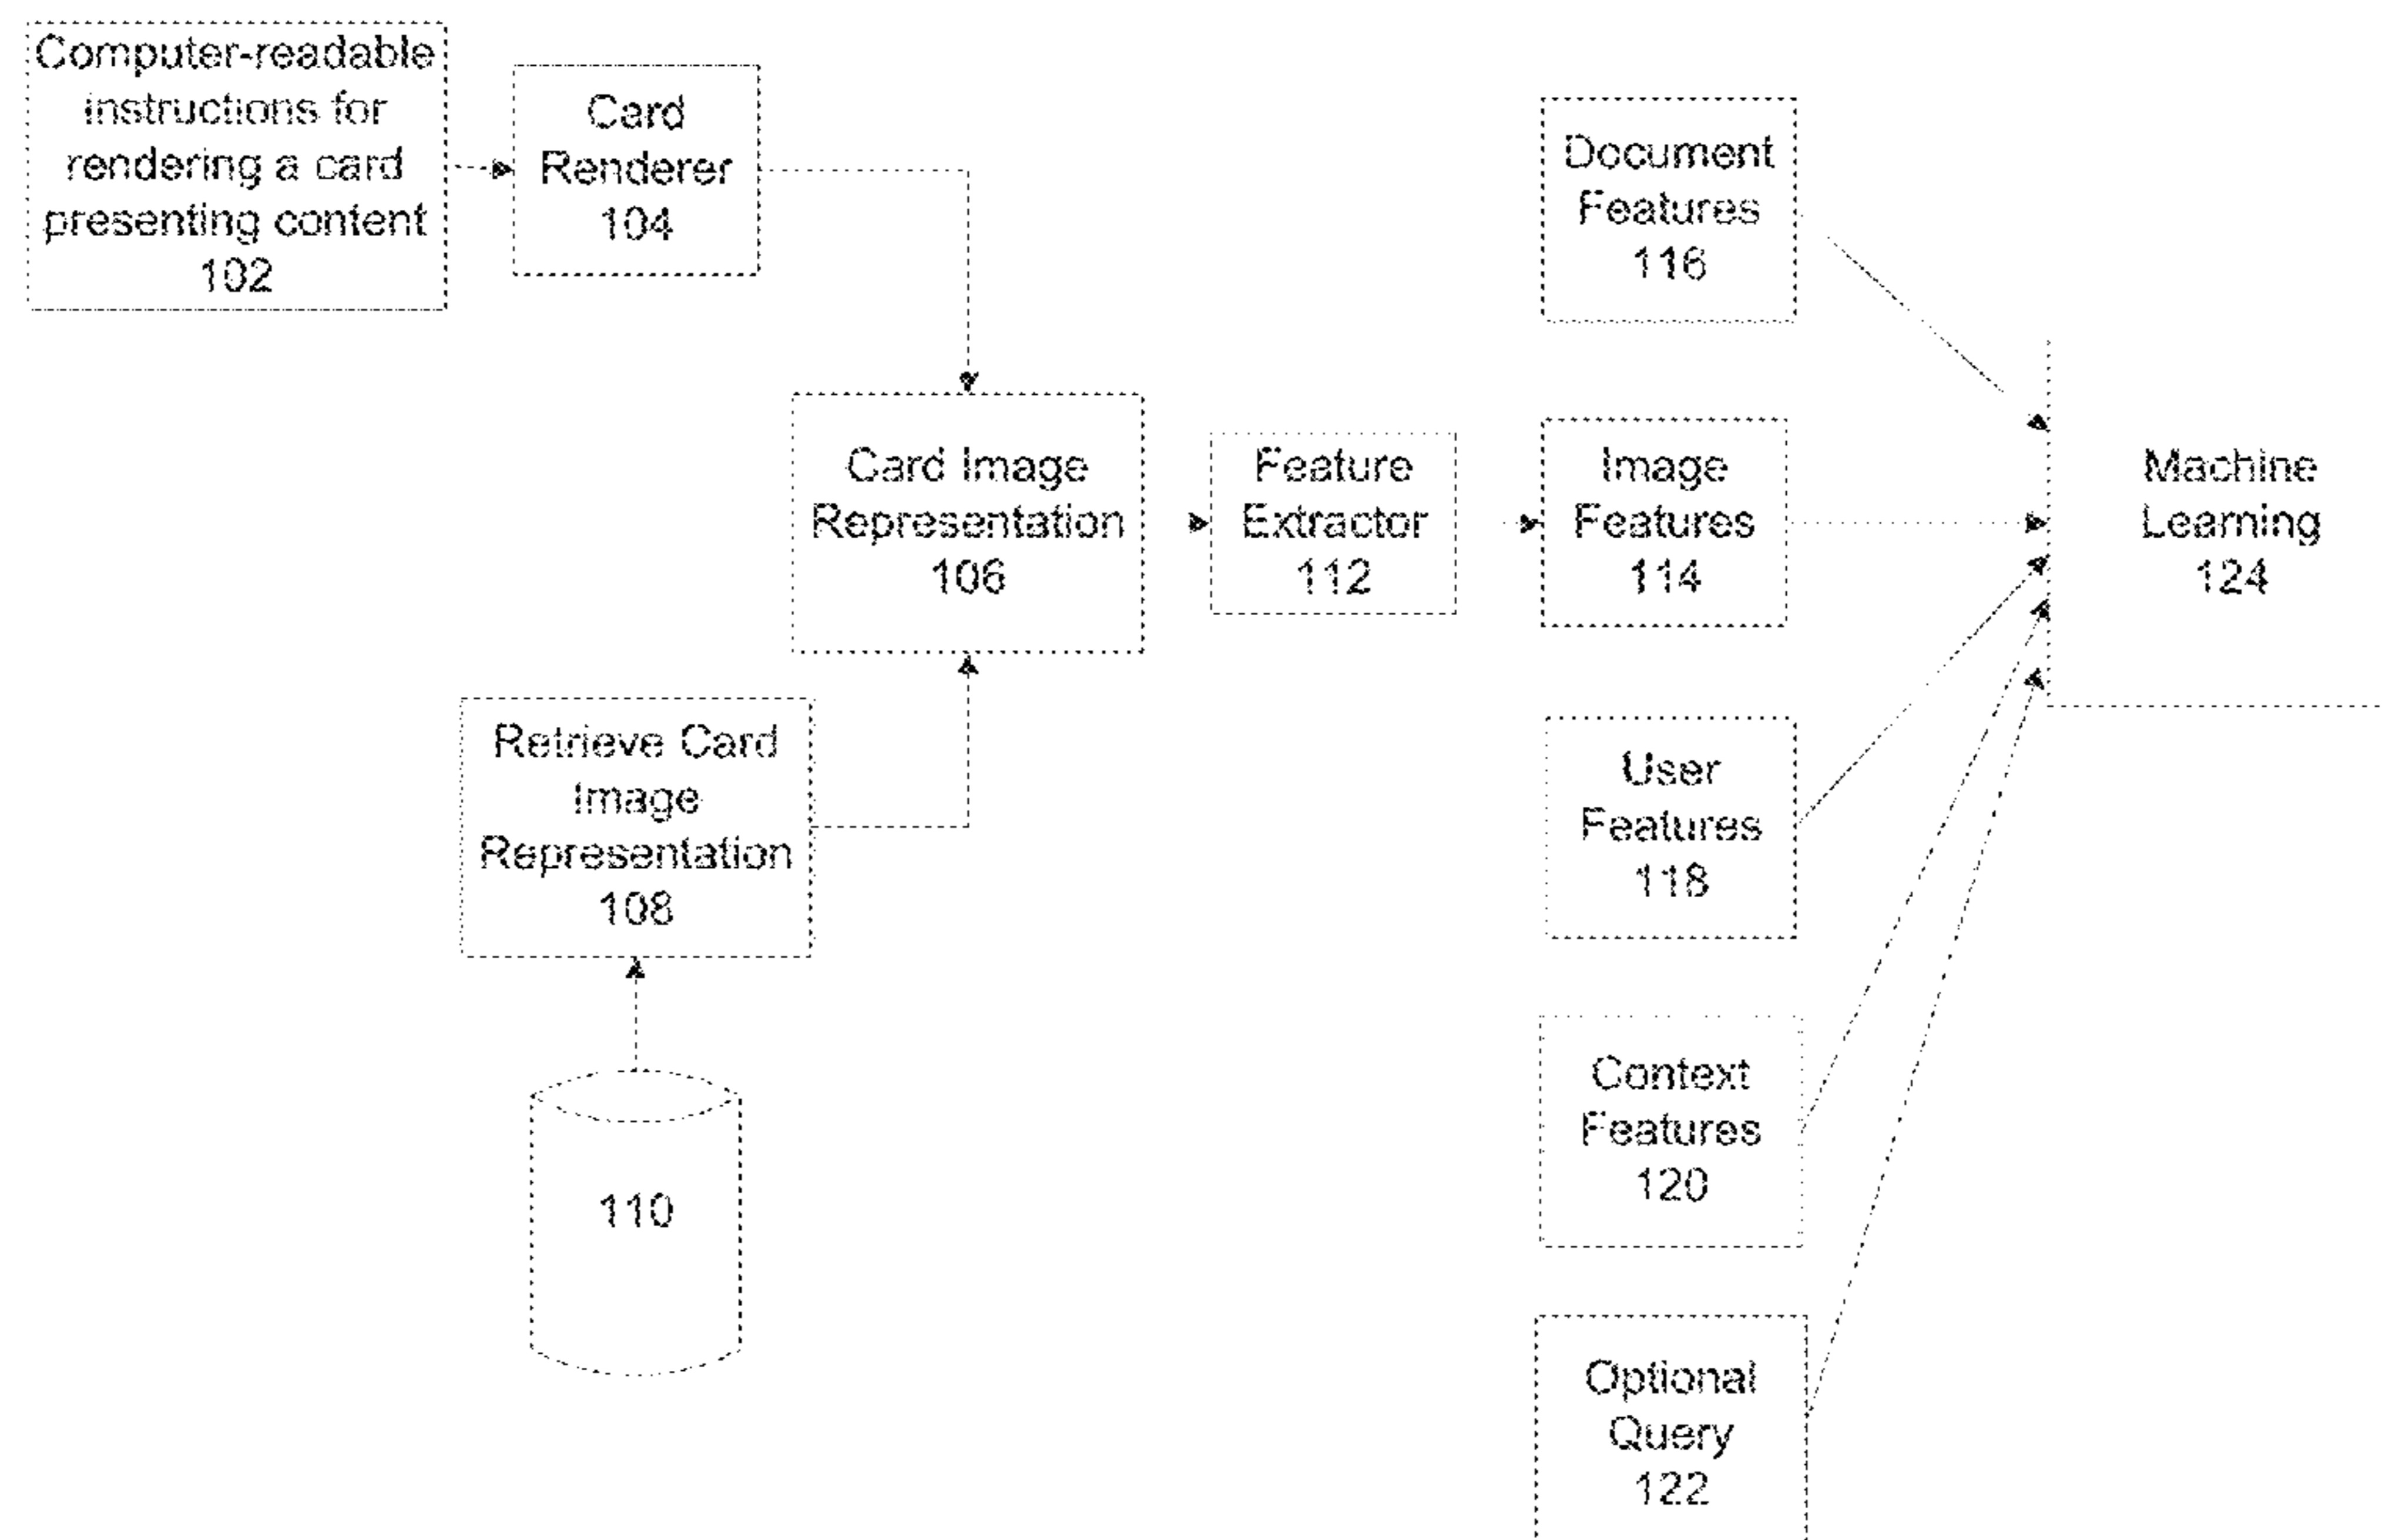 Computer-readable
instructions for
rendering a card
presenting content
102
Card
Renderer
104
Card Image
Representation
106
Retrieve Card
Image
Representation
108
110
Feature
Extractor
112
Document
Features
116
Image
Features
114
User
Features
118
Context
Features
120
Optional
Query
122
Machine
Learning
124